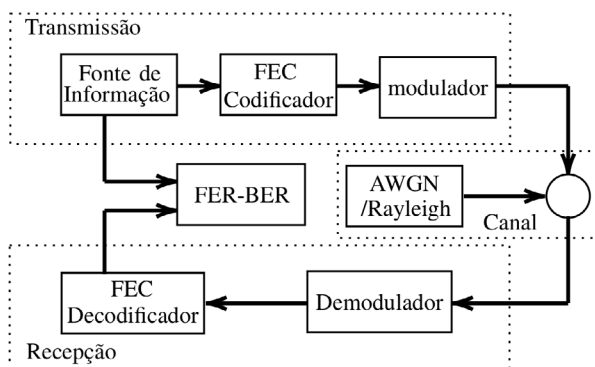 Transmissão
Fonte de
Informação
FEC
Codificador
modulador
FER-BER
AWGN
/Rayleigh
Canal
FEC
Decodificador
Demodulador
Recepção